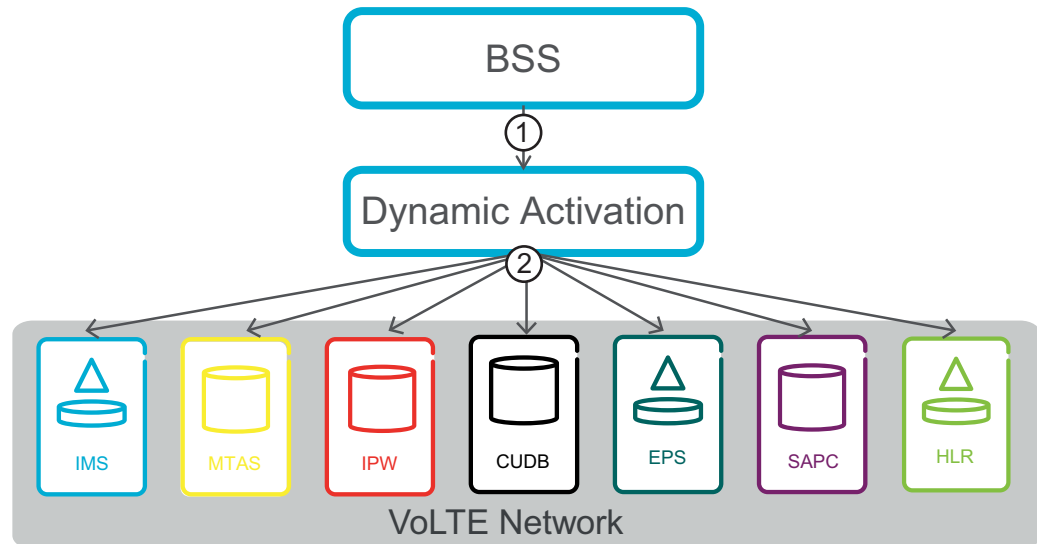 BSS
1
Dynamic Activation
2
IMS
MTAS
IPW
CUDB
EPS
SAPC
HLR
VoLTE Network